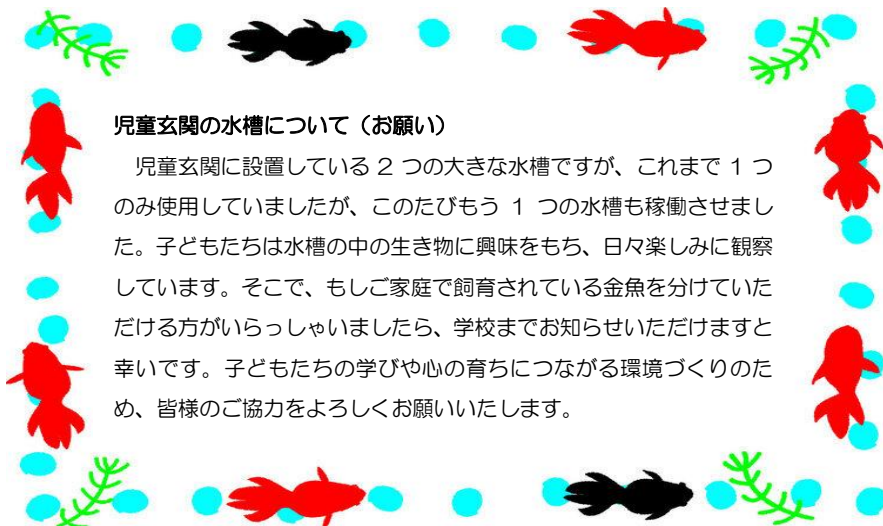 児童玄関の水槽について（お願い）
　児童玄関に設置している 2 つの大きな水槽ですが、これまで 1 つ
のみ使用していましたが、このたびもう 1 つの水槽も稼働させまし
た。子どもたちは水槽の中の生き物に興味をもち、日々楽しみに観察
しています。そこで、もしご家庭で飼育されている金魚を分けていた
だける方がいらっしゃいましたら、学校までお知らせいただけますと
幸いです。子どもたちの学びや心の育ちにつながる環境づくりのた
め、皆様のご協力をよろしくお願いいたします。